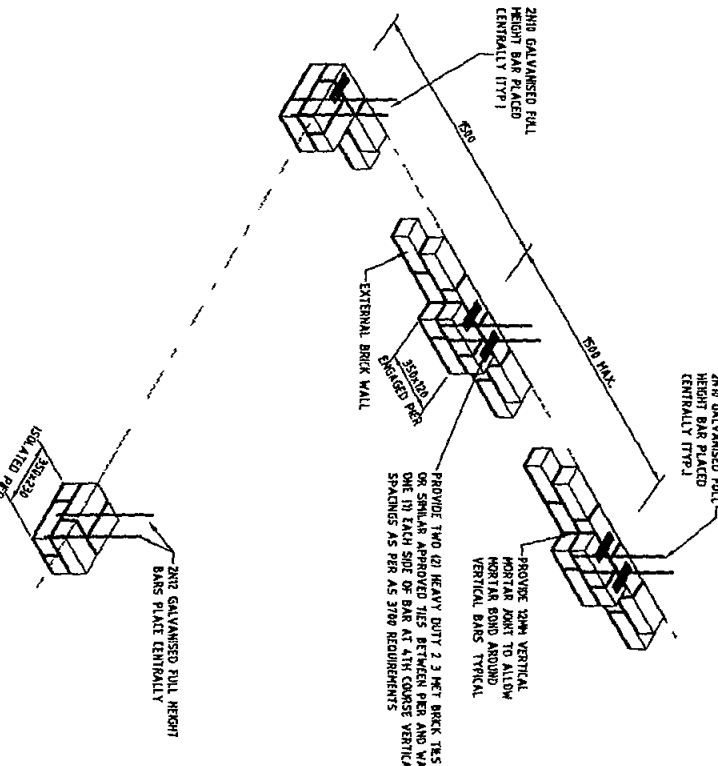 2N10 GALVANISED FULL
HEIGHT BAR PLACED
CENTRALLY (TYP.)
1500
1500 MAX.
2N10 GALVANISED FULL
HEIGHT BAR PLACED
CENTRALLY (TYP.)
EXTERNAL BRICK WALL
350x120
ENGAGED PIER
PROVIDE TWO (2) HEAVY DUTY 2 3 MET BRICK TIES
OR SIMILAR APPROVED TIES BETWEEN PIER AND WA
ONE (1) EACH SIDE OF BAR AT 4TH COURSE VERTICA
SPACINGS AS PER AS 3700 REQUIREMENTS
PROVIDE 12MM VERTICAL
MORTAR JOINT TO ALLOW
MORTAR BOND AROUND
VERTICAL BARS TYPICAL
350x230
ISOLATED PIER
2N12 GALVANISED FULL HEIGHT
BARS PLACE CENTRALLY